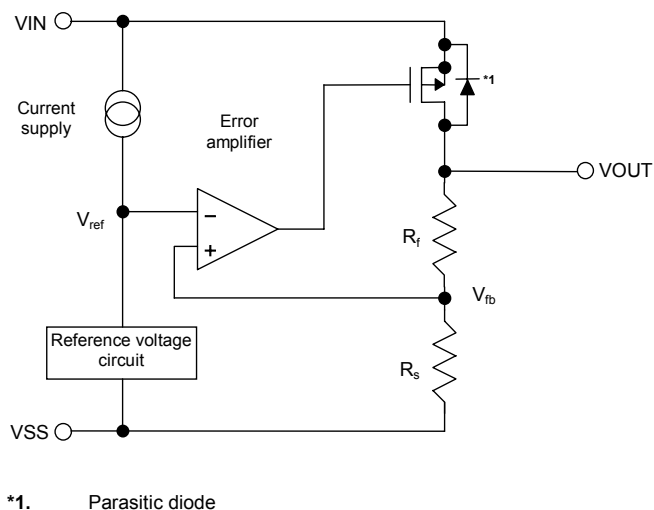 VIN
*1
Current
supply
Error
amplifier
VOUT
Vref
−
+
Rf
Vfb
Reference voltage
circuit
Rs
VSS
*1. Parasitic diode